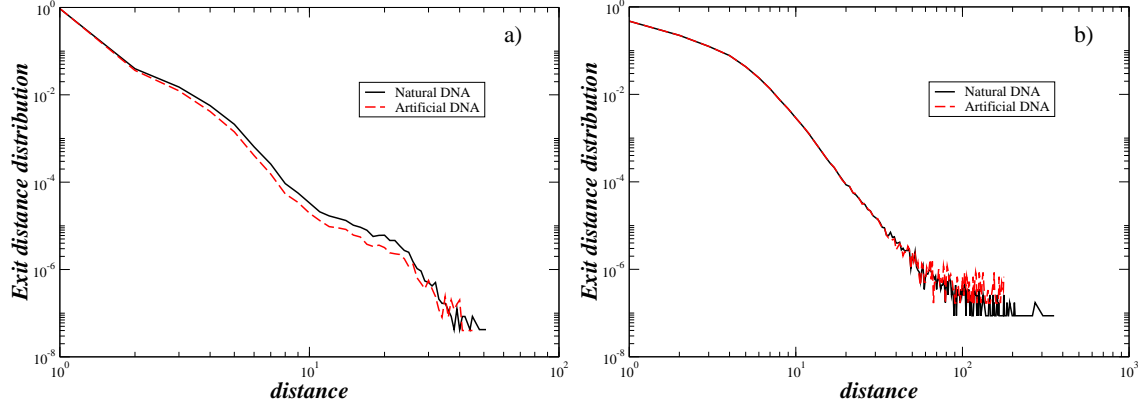 a)
Natural DNA
Artificial DNA
Exit distance distribution
10^0
10^-2
10^-4
10^-6
10^-8
10^0
10^1
10^2
distance
b)
Natural DNA
Artificial DNA
Exit distance distribution
10^0
10^-2
10^-4
10^-6
10^-8
10^0
10^1
10^2
10^3
distance